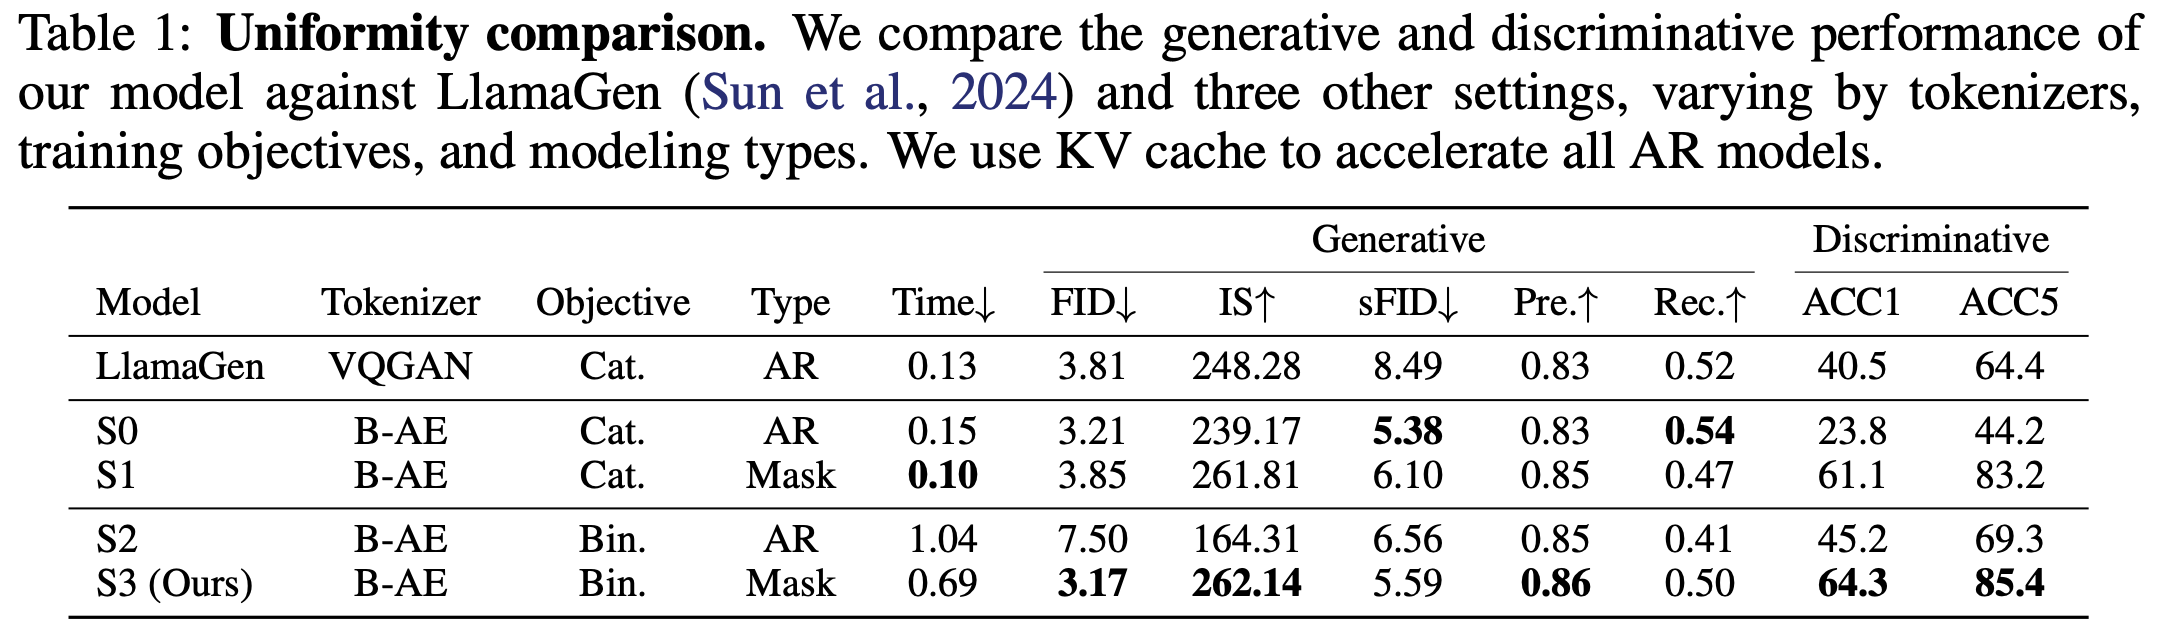 Table 1: Uniformity comparison. We compare the generative and discriminative performance of
our model against LlamaGen (Sun et al., 2024) and three other settings, varying by tokenizers,
training objectives, and modeling types. We use KV cache to accelerate all AR models.
Generative Discriminative
Model Tokenizer Objective Type Time↓ FID↓ IS↑ sFID↓ Pre.↑ Rec.↑ ACC1 ACC5
LlamaGen VQGAN Cat. AR 0.13 3.81 248.28 8.49 0.83 0.52 40.5 64.4
S0 B-AE Cat. AR 0.15 3.21 239.17 5.38 0.83 0.54 23.8 44.2
S1 B-AE Cat. Mask 0.10 3.85 261.81 6.10 0.85 0.47 61.1 83.2
S2 B-AE Bin. AR 1.04 7.50 164.31 6.56 0.85 0.41 45.2 69.3
S3 (Ours) B-AE Bin. Mask 0.69 3.17 262.14 5.59 0.86 0.50 64.3 85.4